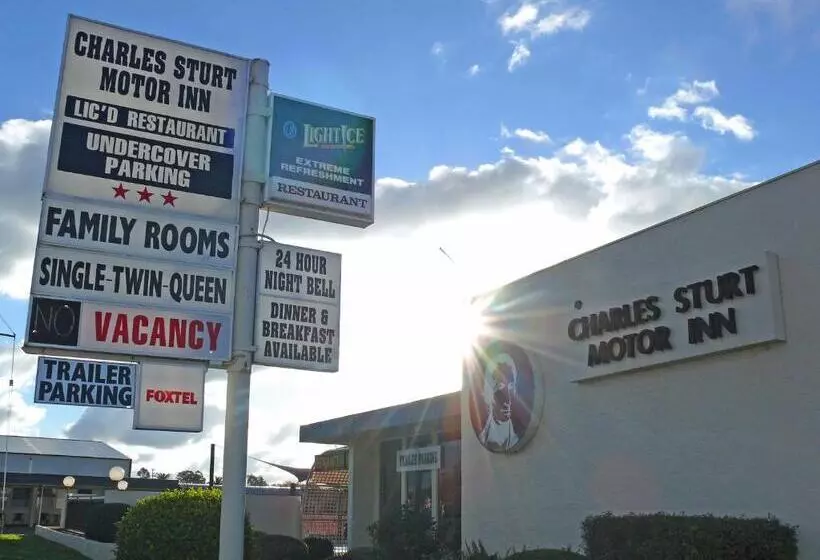 CHARLES STURT
MOTOR INN
LIC'D RESTAURANT
UNDERCOVER
PARKING
FAMILY ROOMS
SINGLE-TWIN-QUEEN
NO VACANCY
TRAILER
PARKING
FOXTEL
LIGHT ICE
EXTREME
REFRESHMENT
RESTAURANT
24 HOUR
NIGHT BELL
DINNER &
BREAKFAST
AVAILABLE
CHARLES STURT
MOTOR INN